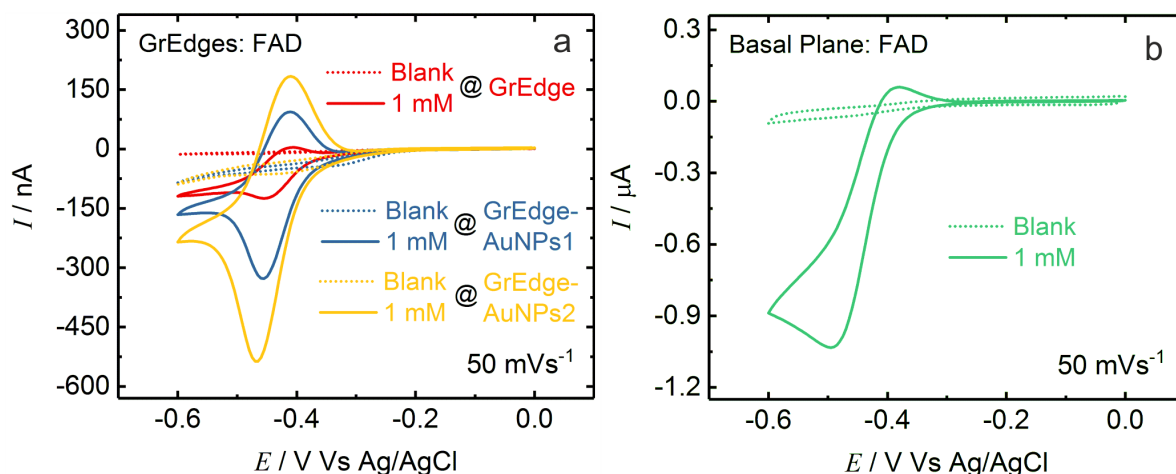 GrEdges: FAD
a
Blank
1 mM
@ GrEdge
Blank
1 mM
@ GrEdge-
AuNPs1
Blank
1 mM
@ GrEdge-
AuNPs2
50 mVs⁻¹
300
150
0
-150
-300
-450
-600
I / nA
-0.6
-0.4
-0.2
0.0
E / V Vs Ag/AgCl
Basal Plane: FAD
b
Blank
1 mM
50 mVs⁻¹
0.3
0.0
-0.3
-0.6
-0.9
-1.2
I / μA
-0.6
-0.4
-0.2
0.0
E / V Vs Ag/AgCl